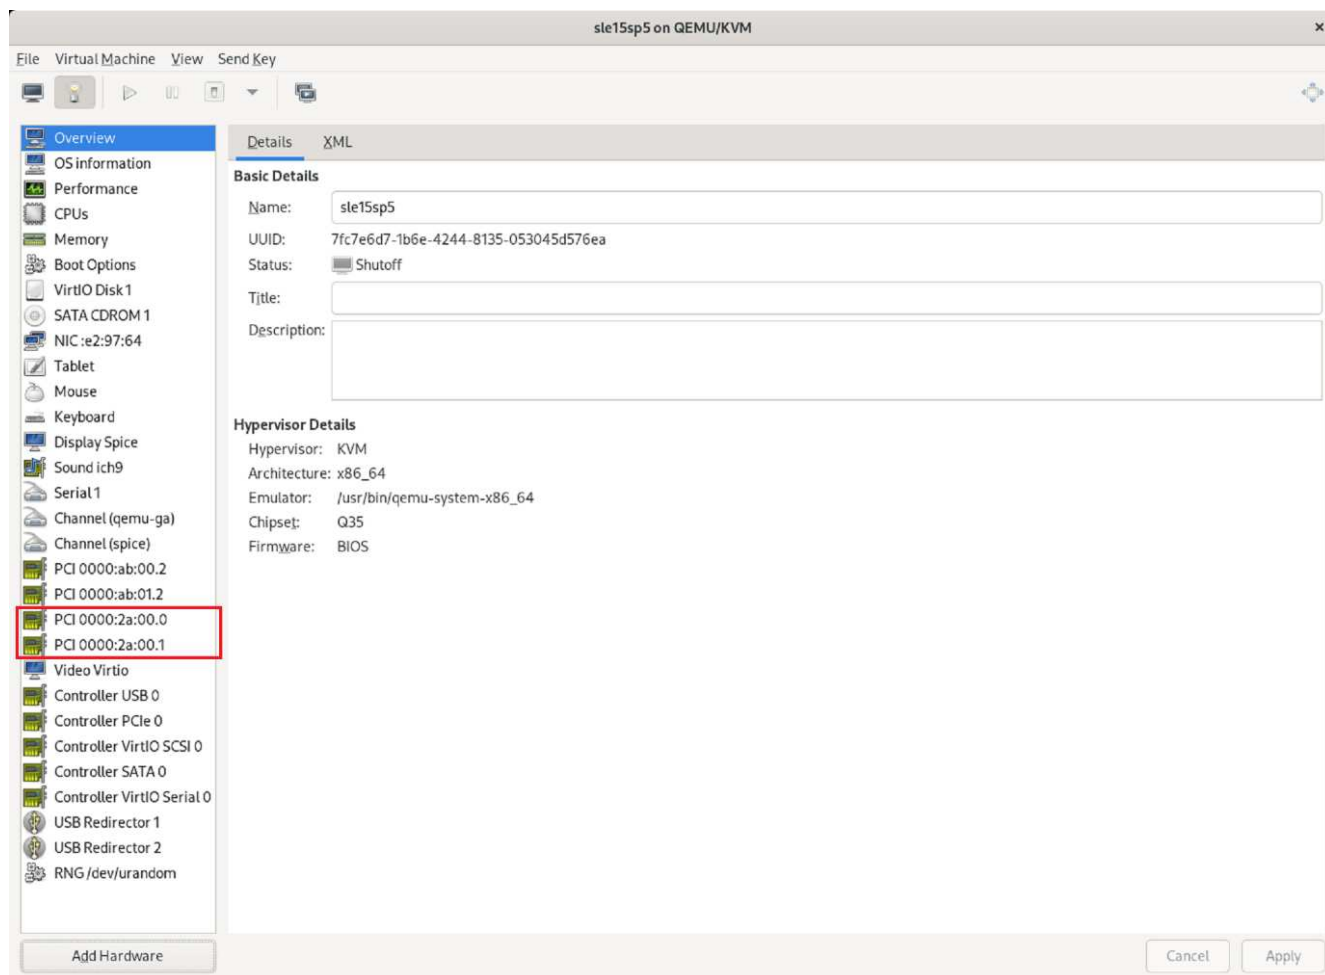 sle15sp5 on QEMU/KVM
File Virtual Machine View Send Key
Overview
OS information
Performance
CPUs
Memory
Boot Options
VirtIO Disk 1
SATA CDROM 1
NIC :e2:97:64
Tablet
Mouse
Keyboard
Display Spice
Sound ich9
Serial 1
Channel (qemu-ga)
Channel (spice)
PCI 0000:ab:00.2
PCI 0000:ab:01.2
PCI 0000:2a:00.0
PCI 0000:2a:00.1
Video Virtio
Controller USB 0
Controller PCIe 0
Controller VirtIO SCSI 0
Controller SATA 0
Controller VirtIO Serial 0
USB Redirector 1
USB Redirector 2
RNG /dev/urandom
Add Hardware
Details XML
Basic Details
Name: sle15sp5
UUID: 7fc7e6d7-1b6e-4244-8135-053045d576ea
Status: Shutoff
Title:
Description:
Hypervisor Details
Hypervisor: KVM
Architecture: x86_64
Emulator: /usr/bin/qemu-system-x86_64
Chipset: Q35
Firmware: BIOS
Cancel Apply